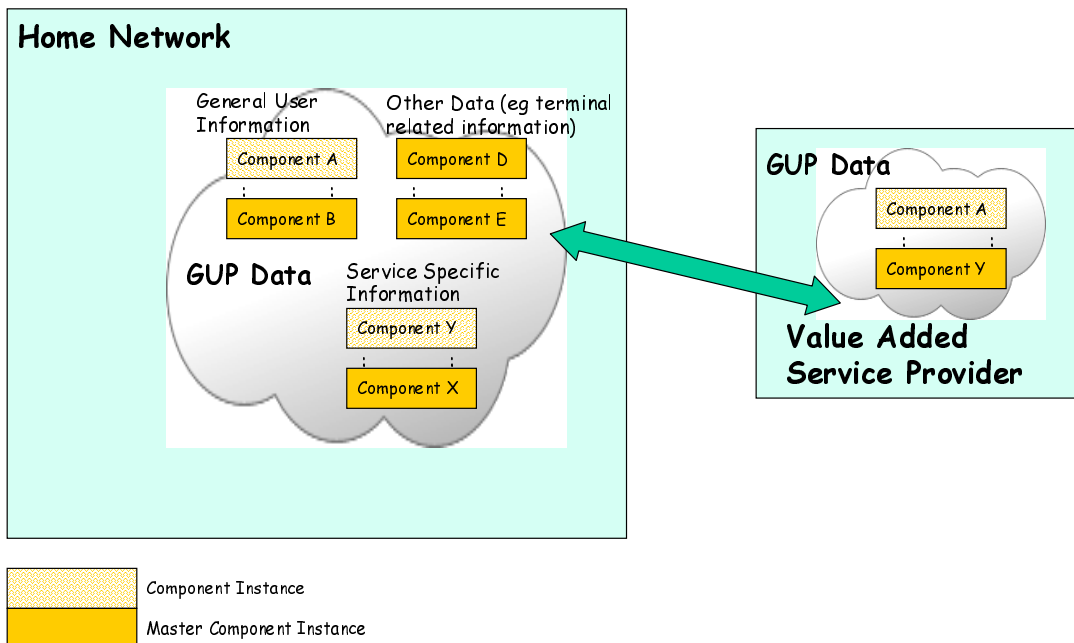 Home Network
General User
Information
Component A
Component B
Other Data (eg terminal
related information)
Component D
Component E
GUP Data
Service Specific
Information
Component Y
Component X
GUP Data
Component A
Component Y
Value Added
Service Provider
Component Instance
Master Component Instance